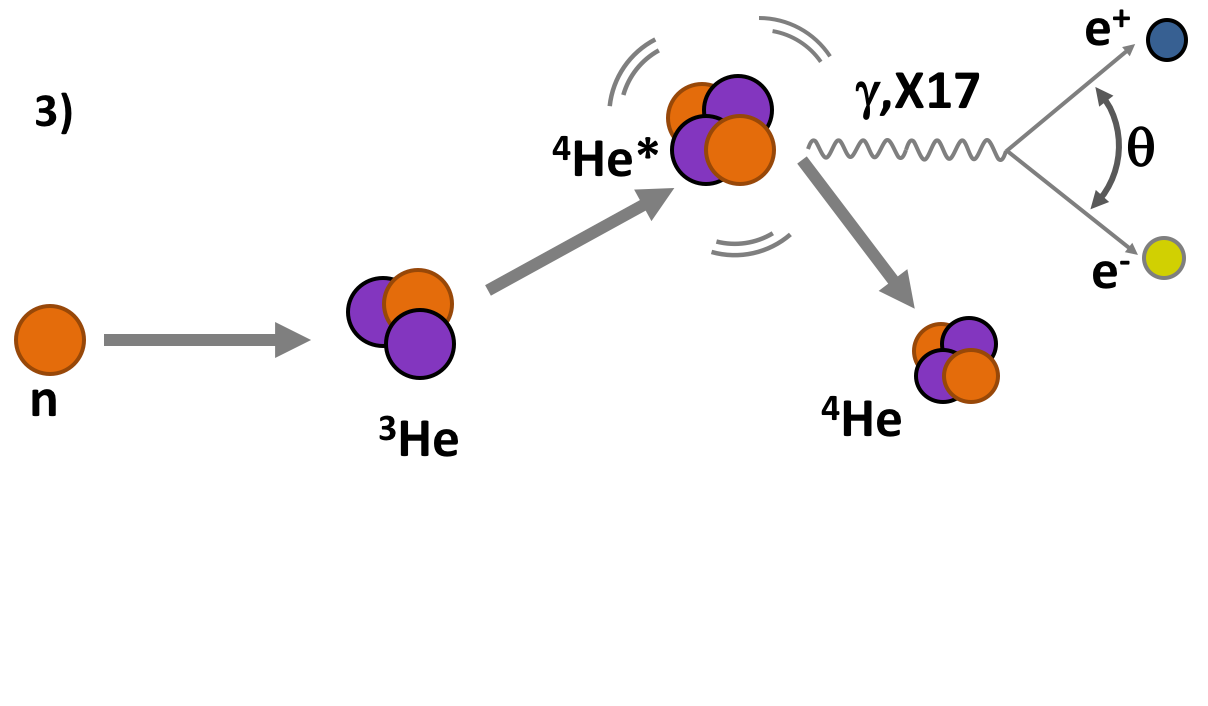 3)
n
³He
⁴He*
γ,X17
e⁺
θ
e⁻
⁴He